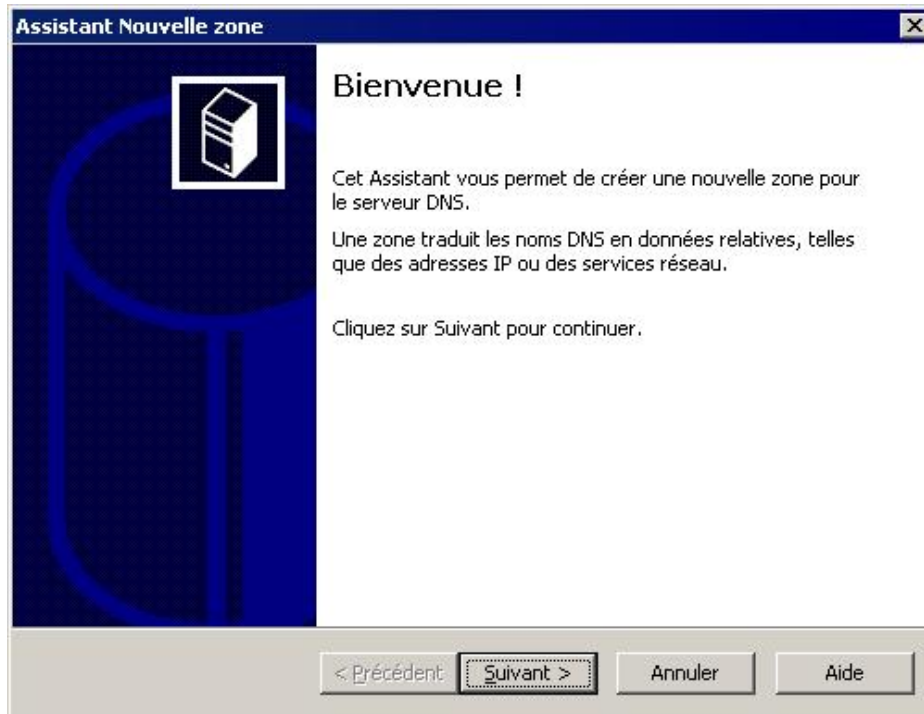 Assistant Nouvelle zone
Bienvenue !
Cet Assistant vous permet de créer une nouvelle zone pour
le serveur DNS.
Une zone traduit les noms DNS en données relatives, telles
que des adresses IP ou des services réseau.
Cliquez sur Suivant pour continuer.
< Précédent Suivant > Annuler Aide